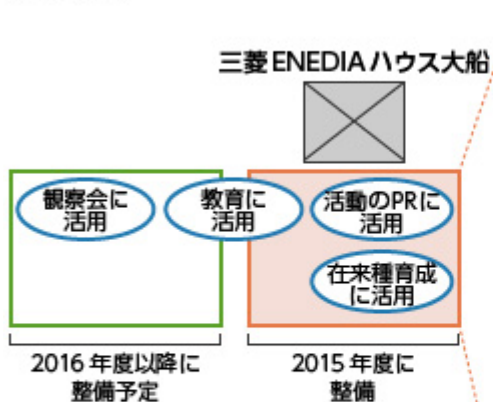 三菱ENEDIAハウス大船
観察会に
活用
教育に
活用
活動のPRに
活用
在来種育成
に活用
2016年度以降に
整備予定
2015年度に
整備